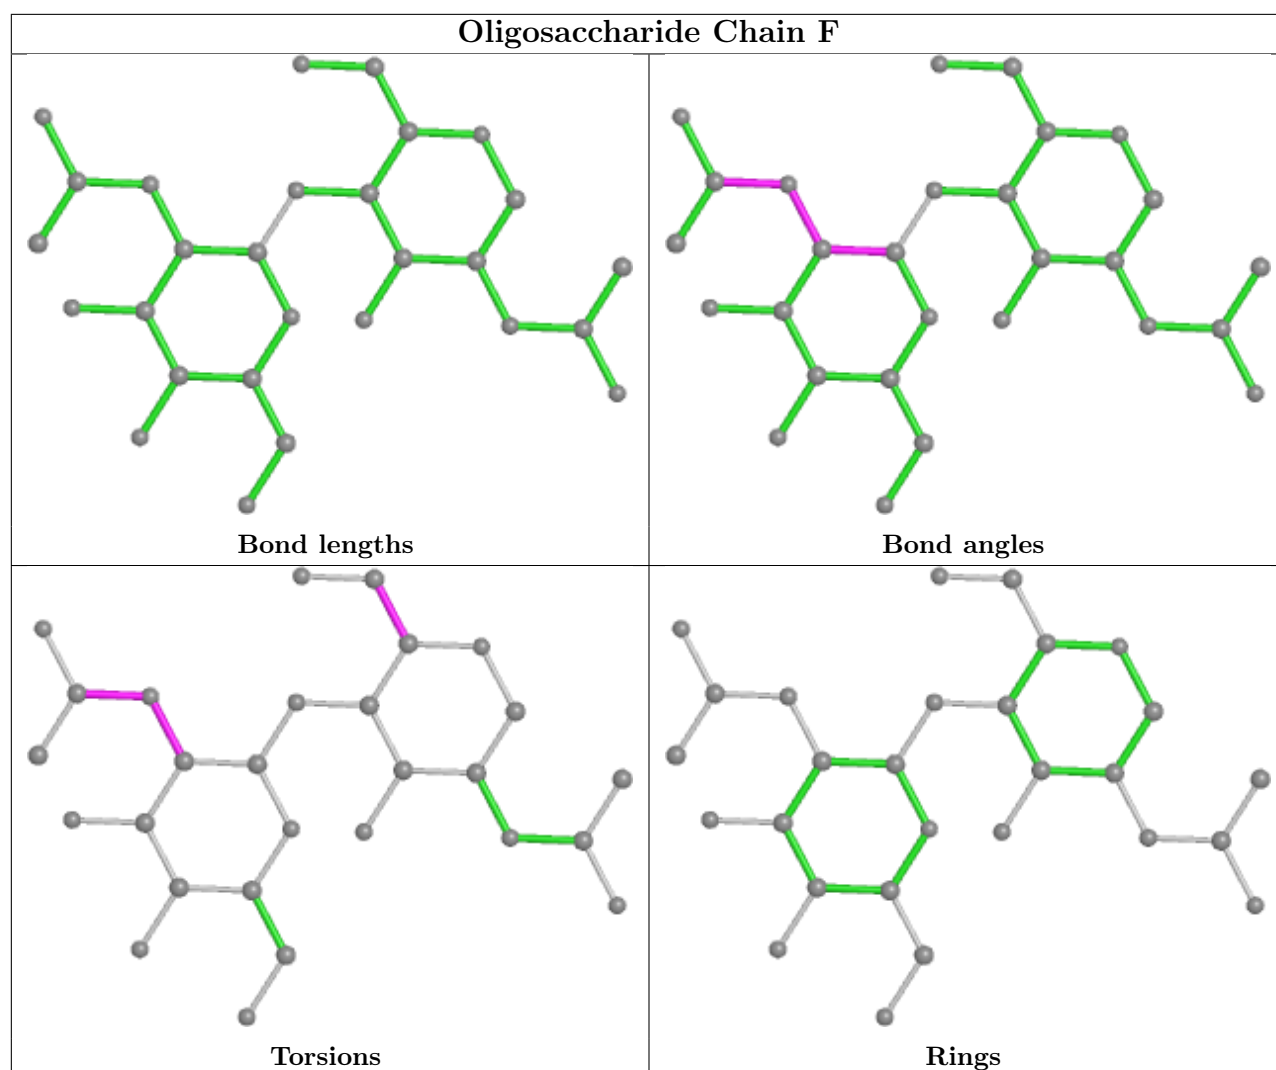 Oligosaccharide Chain F
Bond lengths
Bond angles
Torsions
Rings